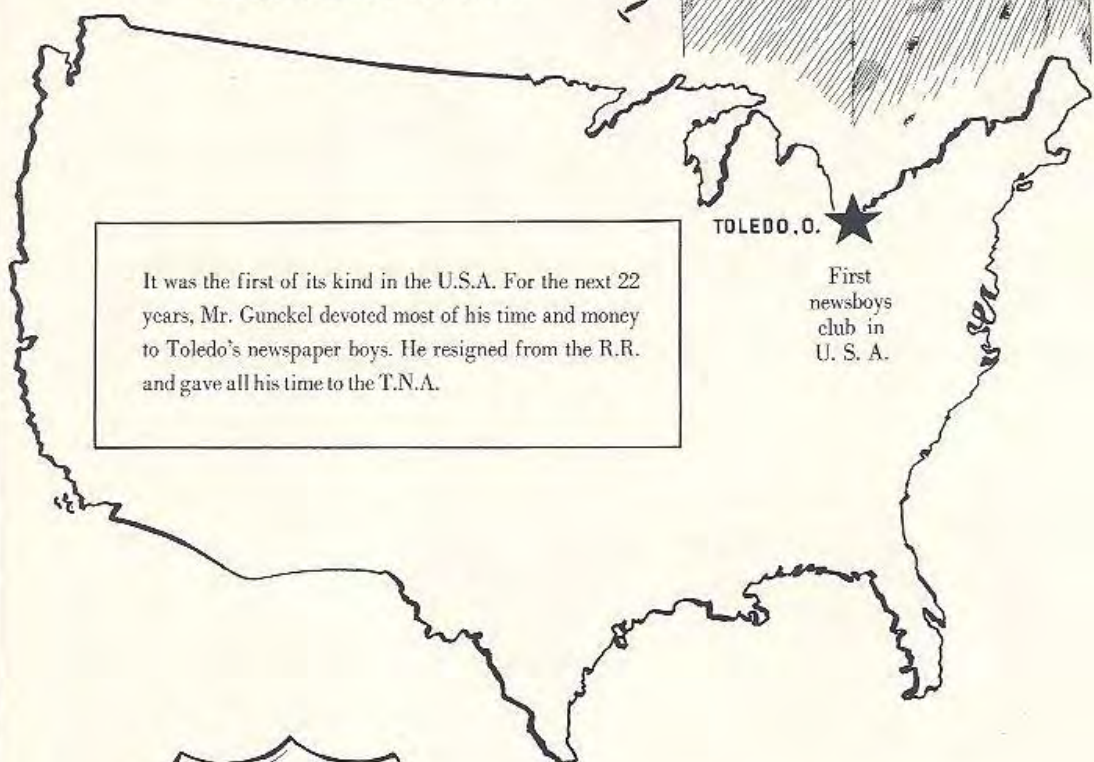 It was the first of its kind in the U.S.A. For the next 22
years, Mr. Gunckel devoted most of his time and money
to Toledo's newspaper boys. He resigned from the R.R.
and gave all his time to the T.N.A.
TOLEDO, O.
First
newsboys
club in
U. S. A.